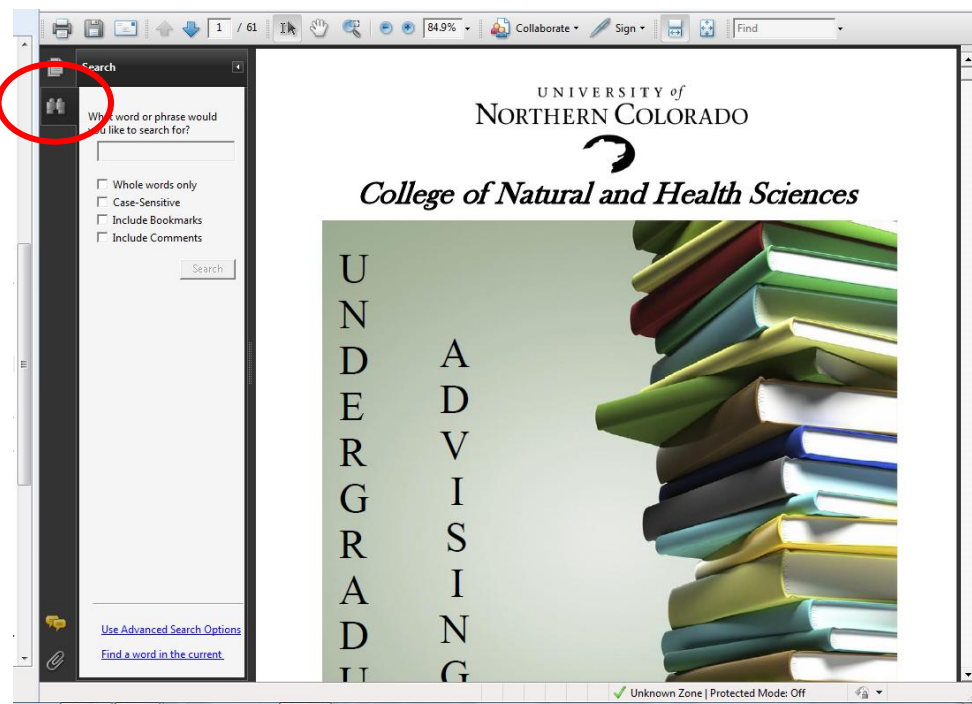 1 / 61 84.9% Collaborate Sign Find
Search
What word or phrase would
you like to search for?
Whole words only
Case-Sensitive
Include Bookmarks
Include Comments
Search
Use Advanced Search Options
Find a word in the current
UNIVERSITY of
NORTHERN COLORADO
College of Natural and Health Sciences
U
N
D
E
R
G
R
A
D
U
A
D
V
I
S
I
N
G
Unknown Zone | Protected Mode: Off